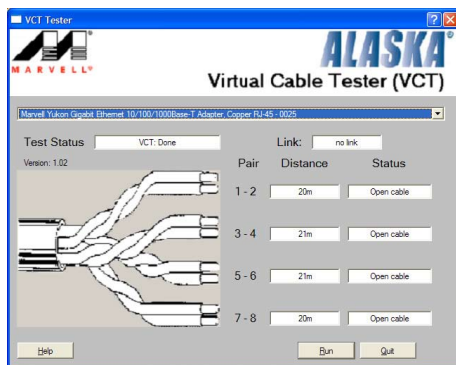 VCT Tester
MARVELL®
ALASKA®
Virtual Cable Tester (VCT)
Marvell Yukon Gigabit Ethernet 10/100/1000Base-T Adapter, Copper RJ-45 - 0025
Test Status VCT: Done Link: no link
Version: 1.02
Pair Distance Status
1 - 2 20m Open cable
3 - 4 21m Open cable
5 - 6 21m Open cable
7 - 8 20m Open cable
Help Run Quit